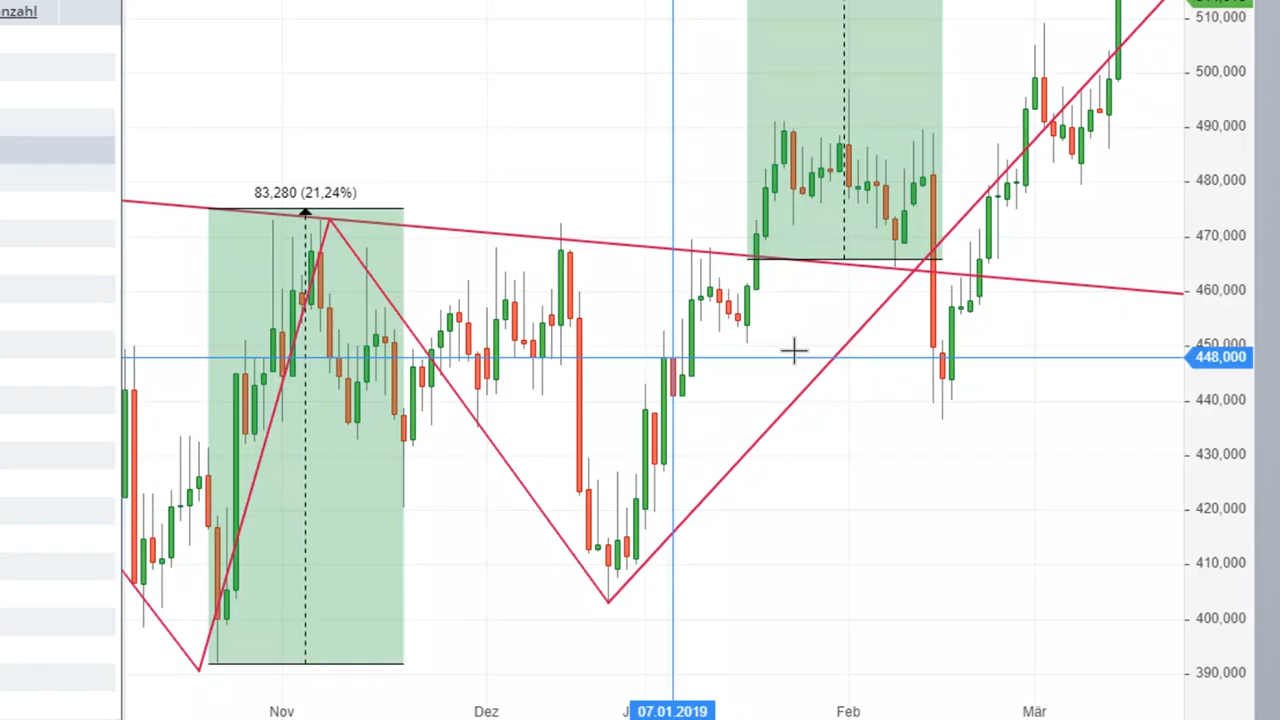 nzahl
510,000
500,000
490,000
83,280 (21,24%)
480,000
470,000
460,000
450,000
448,000
440,000
430,000
420,000
410,000
400,000
390,000
Nov
Dez
J
07.01.2019
Feb
Mär